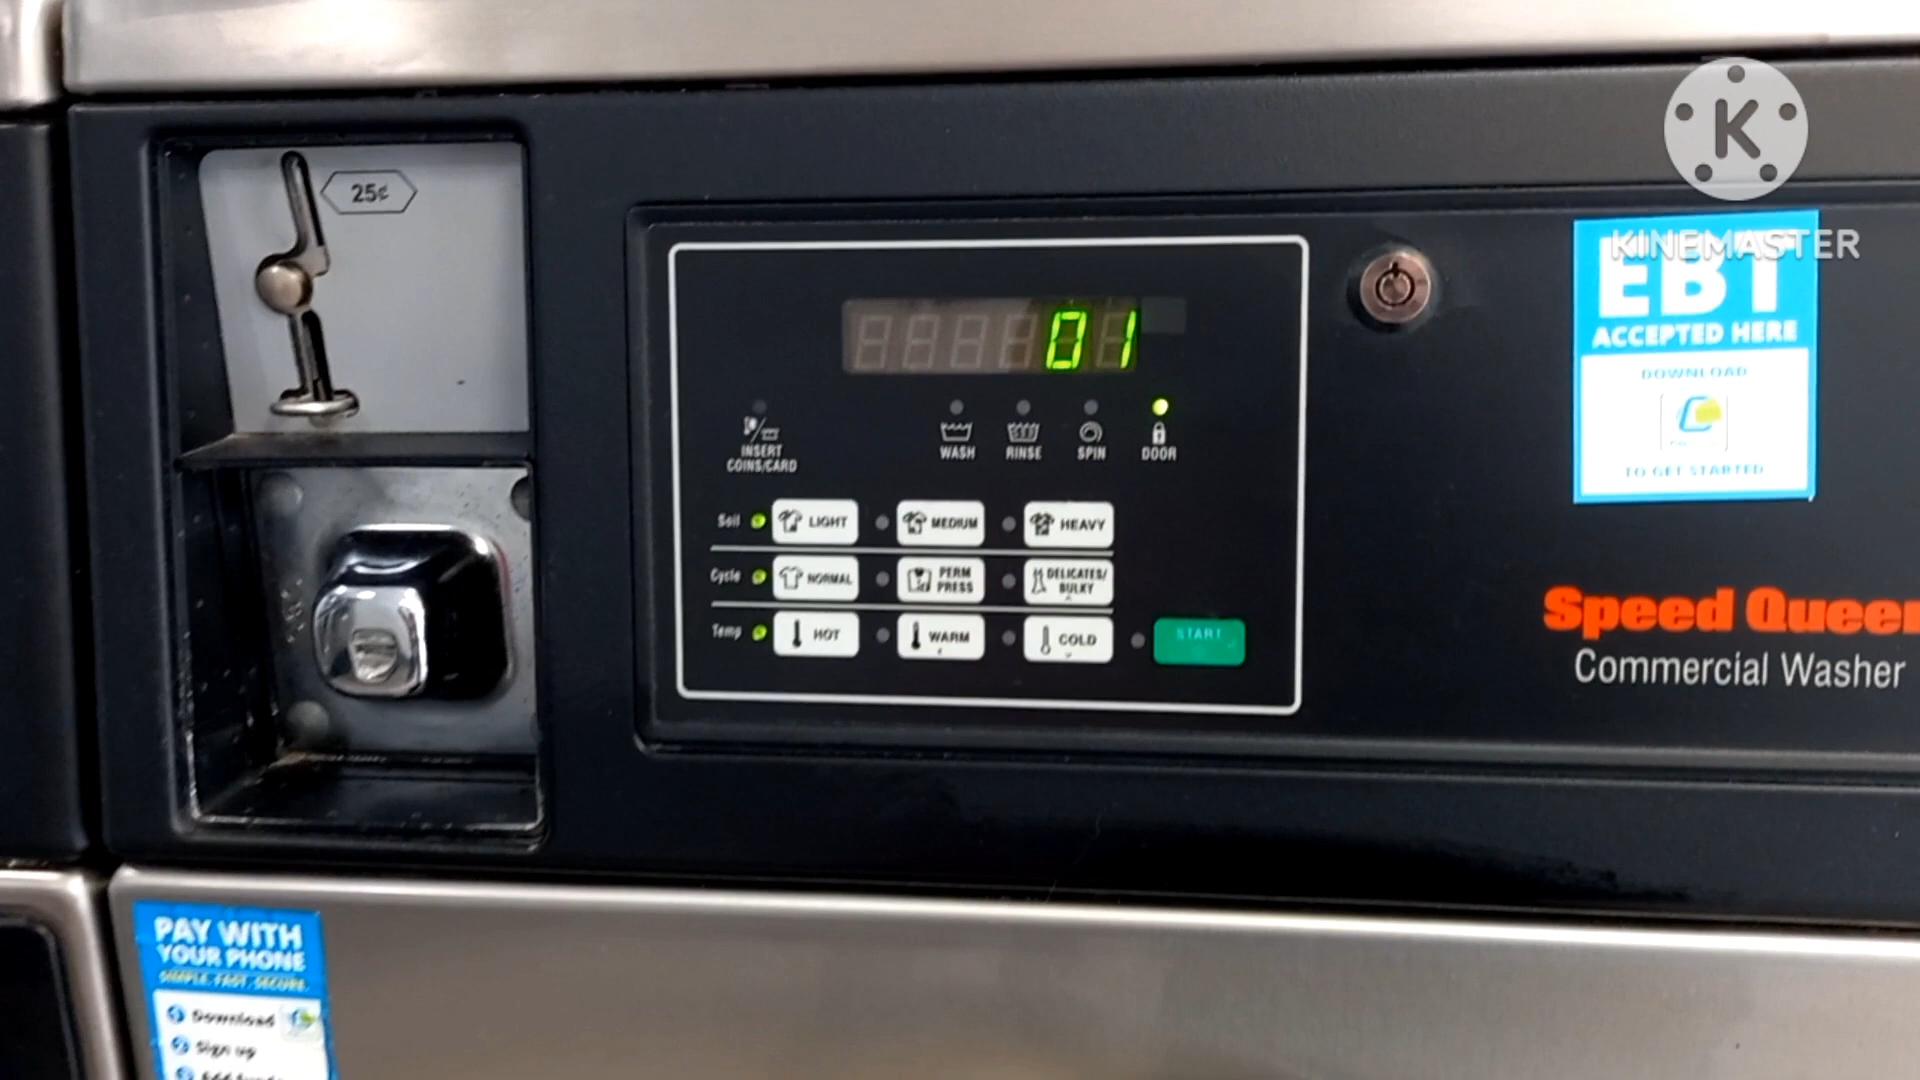 25¢
K
KINEMASTER
EBT
ACCEPTED HERE
DOWNLOAD
TO GET STARTED
01
INSERT
COINS/CARD
WASH
RINSE
SPIN
DOOR
Soil LIGHT MEDIUM HEAVY
Cycle NORMAL PERM PRESS DELICATES/ BULKY
Temp HOT WARM COLD START
Speed Queen
Commercial Washer
PAY WITH
YOUR PHONE
SIMPLE. FAST. SECURE.
1 Download
2 Sign up